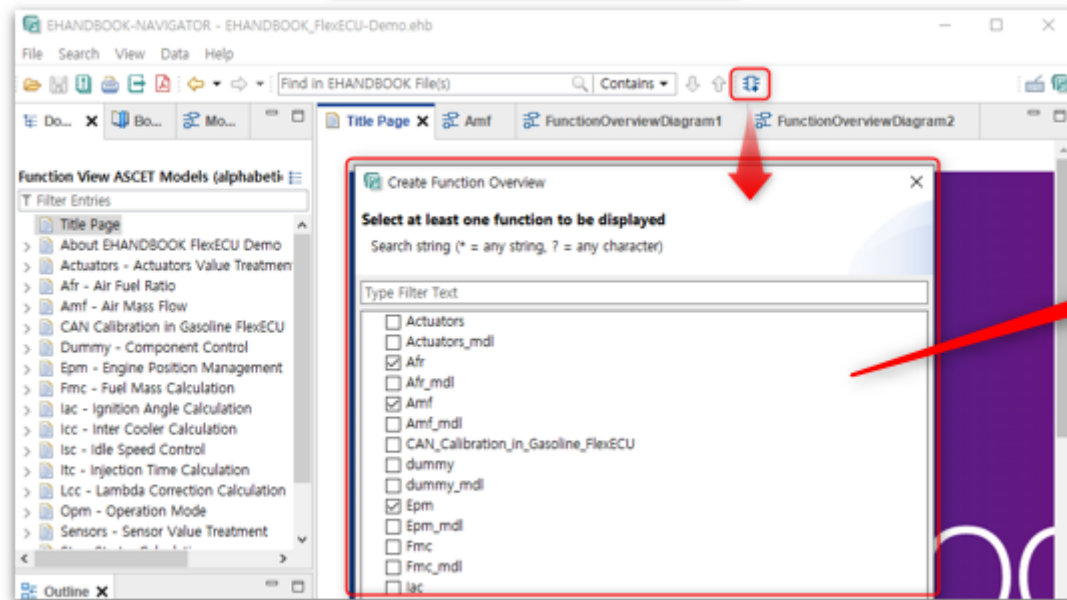 EHANDBOOK-NAVIGATOR - EHANDBOOK_FlexECU-Demo.ehb
File Search View Data Help
Find in EHANDBOOK File(s) Contains
Do... Bo... Mo...
Title Page Amf FunctionOverviewDiagram1 FunctionOverviewDiagram2
Function View ASCET Models (alphabeti
Filter Entries
Title Page
About EHANDBOOK FlexECU Demo
Actuators - Actuators Value Treatmen
Afr - Air Fuel Ratio
Amf - Air Mass Flow
CAN Calibration in Gasoline FlexECU
Dummy - Component Control
Epm - Engine Position Management
Fmc - Fuel Mass Calculation
Iac - Ignition Angle Calculation
Icc - Inter Cooler Calculation
Isc - Idle Speed Control
Itc - Injection Time Calculation
Lcc - Lambda Correction Calculation
Opm - Operation Mode
Sensors - Sensor Value Treatment
Outline
Create Function Overview
Select at least one function to be displayed
Search string (* = any string, ? = any character)
Type Filter Text
Actuators
Actuators_mdl
Afr
Afr_mdl
Amf
Amf_mdl
CAN_Calibration_in_Gasoline_FlexECU
dummy
dummy_mdl
Epm
Epm_mdl
Fmc
Fmc_mdl
Iac